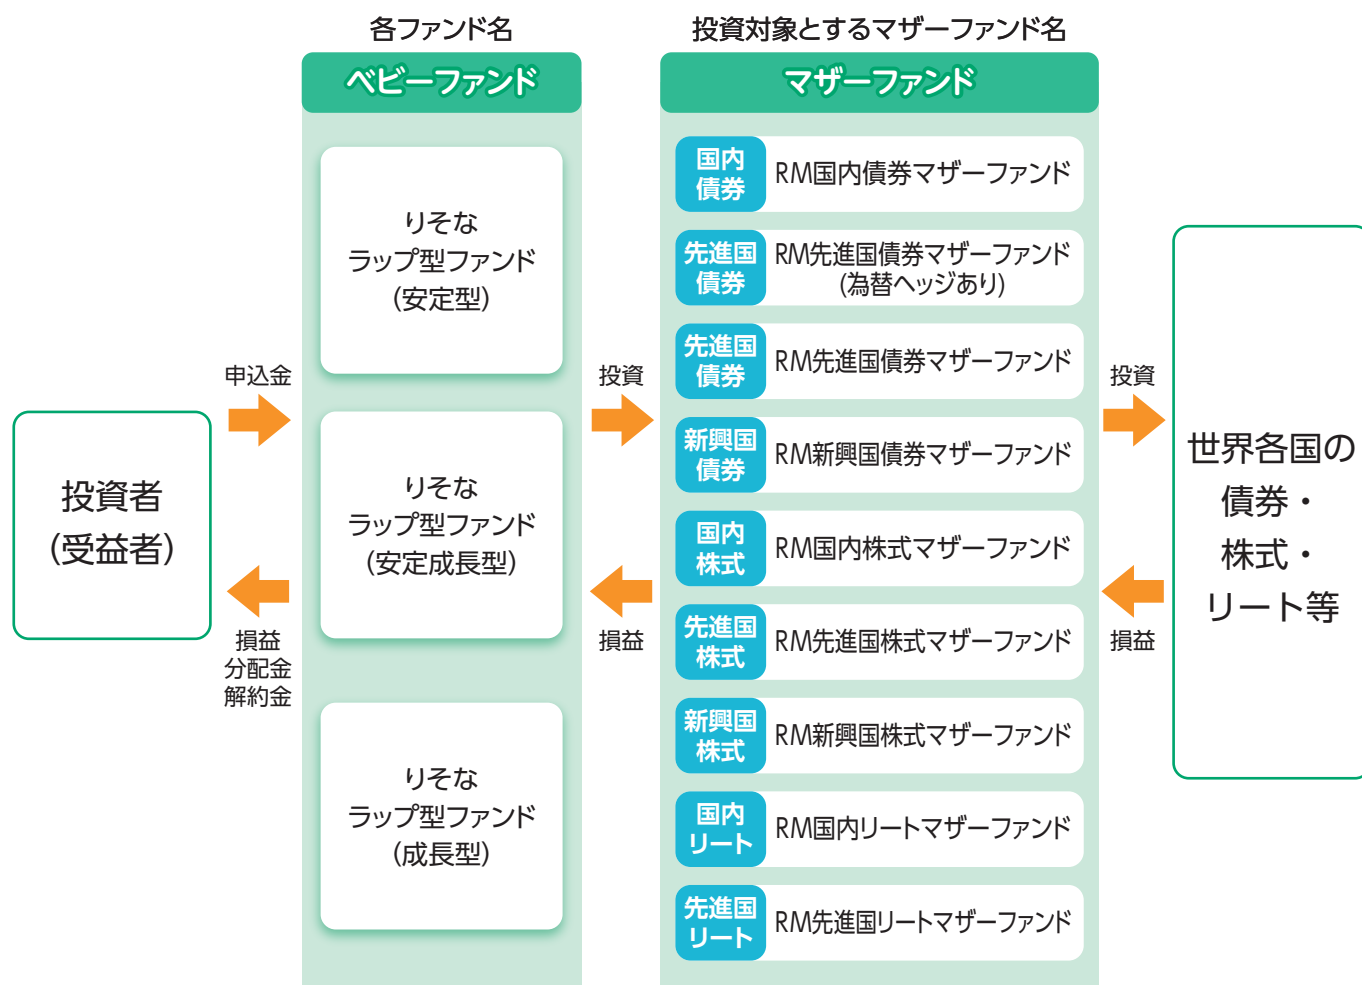 各ファンド名
投資対象とするマザーファンド名
ベビーファンド
マザーファンド
投資者
(受益者)
申込金
損益
分配金
解約金
りそな
ラップ型ファンド
(安定型)
りそな
ラップ型ファンド
(安定成長型)
りそな
ラップ型ファンド
(成長型)
投資
損益
国内
債券
RM国内債券マザーファンド
先進国
債券
RM先進国債券マザーファンド
(為替ヘッジあり)
先進国
債券
RM先進国債券マザーファンド
新興国
債券
RM新興国債券マザーファンド
国内
株式
RM国内株式マザーファンド
先進国
株式
RM先進国株式マザーファンド
新興国
株式
RM新興国株式マザーファンド
国内
リート
RM国内リートマザーファンド
先進国
リート
RM先進国リートマザーファンド
投資
損益
世界各国の
債券・
株式・
リート等